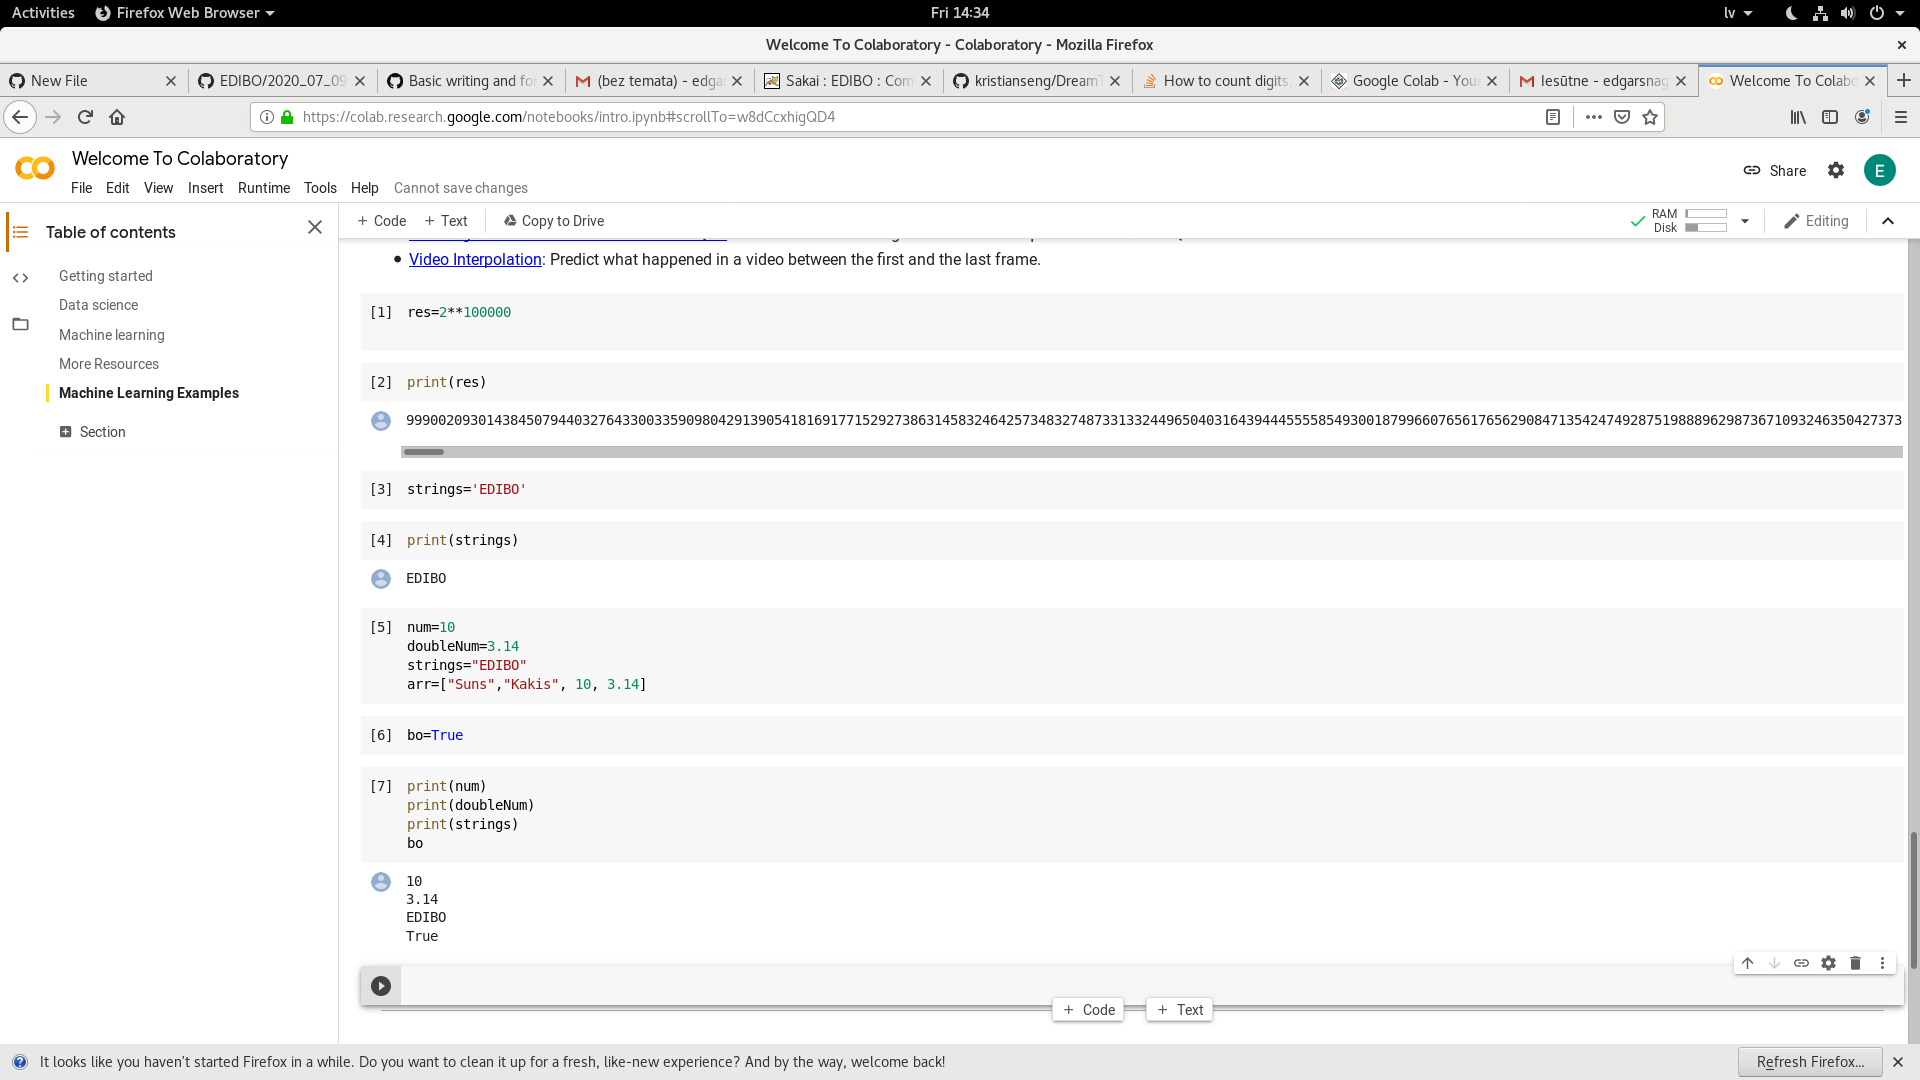 Activities Firefox Web Browser Fri 14:34 lv
Welcome To Colaboratory - Colaboratory - Mozilla Firefox
New File EDIBO/2020_07_09 Basic writing and fo (bez temata) - edga Sakai : EDIBO : Com kristianseng/DreamT How to count digits, Google Colab - You Iesūtne - edgarsnag Welcome To Colabo
https://colab.research.google.com/notebooks/intro.ipynb#scrollTo=w8dCcxhigQD4
Welcome To Colaboratory
File Edit View Insert Runtime Tools Help Cannot save changes
Share E
Table of contents
+ Code + Text Copy to Drive
RAM
Disk
Editing
Getting started
Data science
Machine learning
More Resources
Machine Learning Examples
Section
Video Interpolation: Predict what happened in a video between the first and the last frame.
[1] res=2**100000
[2] print(res)
[3] strings='EDIBO'
[4] print(strings)
EDIBO
[5] num=10
doubleNum=3.14
strings="EDIBO"
arr=["Suns","Kakis", 10, 3.14]
[6] bo=True
[7] print(num)
print(doubleNum)
print(strings)
bo
10
3.14
EDIBO
True
+ Code + Text
It looks like you haven't started Firefox in a while. Do you want to clean it up for a fresh, like-new experience? And by the way, welcome back!
Refresh Firefox...